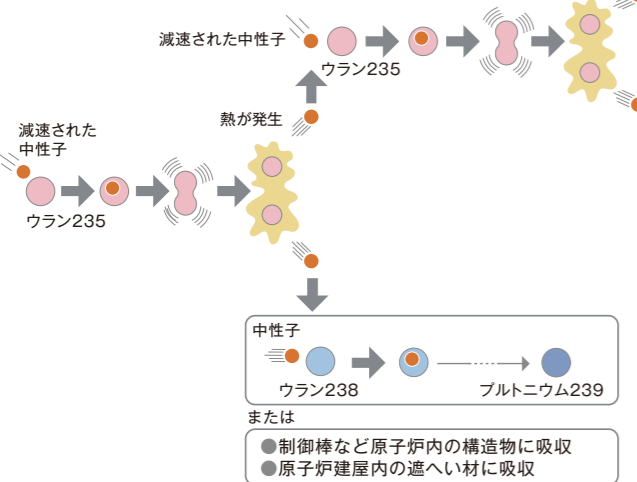 減速された中性子
ウラン235
熱が発生
減速された
中性子
ウラン235
中性子
ウラン238
プルトニウム239
または
●制御棒など原子炉内の構造物に吸収
●原子炉建屋内の遮へい材に吸収